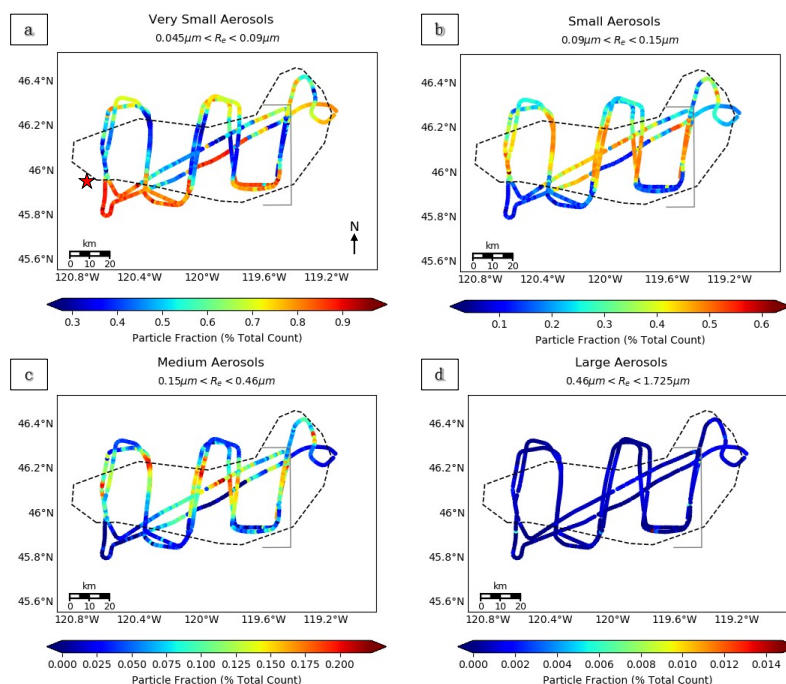 a
Very Small Aerosols
0.045μm < Rₑ < 0.09μm
46.4°N
46.2°N
46°N
45.8°N
45.6°N
N
km
0 10 20
120.8°W 120.4°W 120°W 119.6°W 119.2°W
0.3 0.4 0.5 0.6 0.7 0.8 0.9
Particle Fraction (% Total Count)
b
Small Aerosols
0.09μm < Rₑ < 0.15μm
46.4°N
46.2°N
46°N
45.8°N
45.6°N
km
0 10 20
120.8°W 120.4°W 120°W 119.6°W 119.2°W
0.1 0.2 0.3 0.4 0.5 0.6
Particle Fraction (% Total Count)
c
Medium Aerosols
0.15μm < Rₑ < 0.46μm
46.4°N
46.2°N
46°N
45.8°N
45.6°N
km
0 10 20
120.8°W 120.4°W 120°W 119.6°W 119.2°W
0.000 0.025 0.050 0.075 0.100 0.125 0.150 0.175 0.200
Particle Fraction (% Total Count)
d
Large Aerosols
0.46μm < Rₑ < 1.725μm
46.4°N
46.2°N
46°N
45.8°N
45.6°N
km
0 10 20
120.8°W 120.4°W 120°W 119.6°W 119.2°W
0.000 0.002 0.004 0.006 0.008 0.010 0.012 0.014
Particle Fraction (% Total Count)